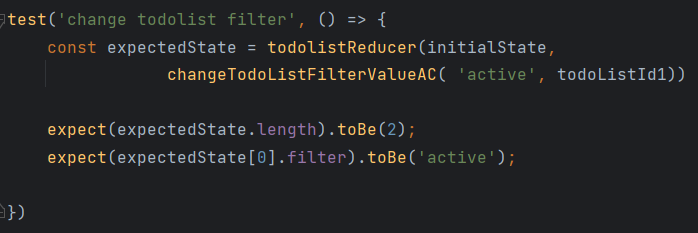 test('change todolist filter', () => {
const expectedState = todolistReducer(initialState,
changeTodoListFilterValueAC( 'active', todoListId1))
expect(expectedState.length).toBe(2);
expect(expectedState[0].filter).toBe('active');
})